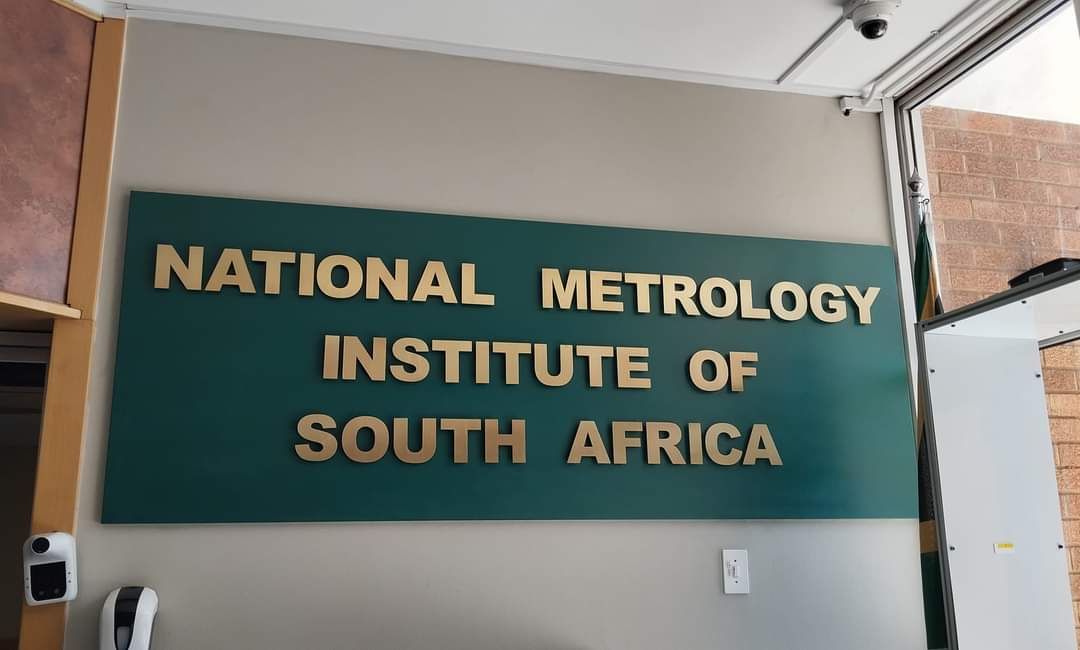 NATIONAL METROLOGY
INSTITUTE OF
SOUTH AFRICA